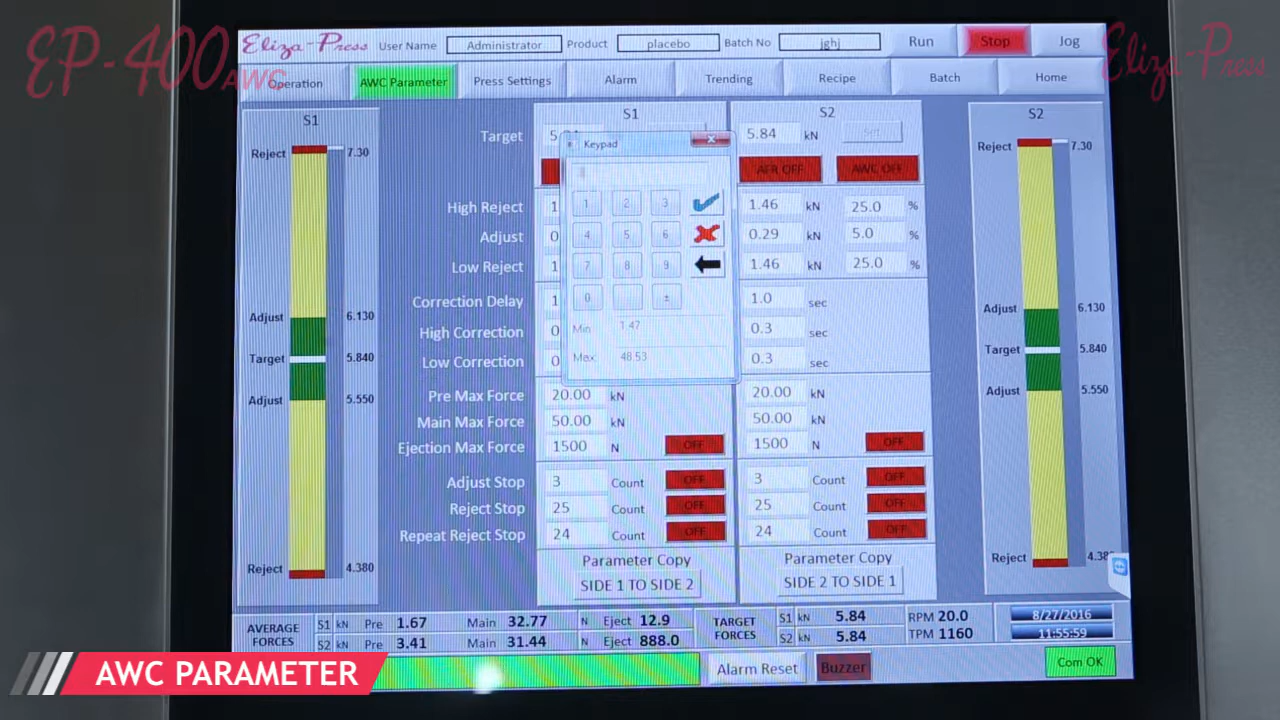 EP-400AWC
Eliza-Press
Eliza-Press User Name Administrator Product placebo Batch No jghj Run Stop Jog
Operation AWC Parameter Press Settings Alarm Trending Recipe Batch Home
S1 S1 S2 S2
Target 5.84 kN
Keypad
AFR OFF AWC OFF
Reject 7.30
Reject 7.30
High Reject 1 1.46 kN 25.0 %
Adjust 0 0.29 kN 5.0 %
Low Reject 1 1.46 kN 25.0 %
1 2 3
4 5 6
7 8 9
0 ±
Min 1.47
Max 48.53
Correction Delay 1 1.0 sec
High Correction 0 0.3 sec
Low Correction 0 0.3 sec
Adjust 6.130
Target 5.840
Adjust 5.550
Adjust 6.130
Target 5.840
Adjust 5.550
Pre Max Force 20.00 kN 20.00 kN
Main Max Force 50.00 kN 50.00 kN
Ejection Max Force 1500 N OFF 1500 N OFF
Adjust Stop 3 Count OFF 3 Count OFF
Reject Stop 25 Count OFF 25 Count OFF
Repeat Reject Stop 24 Count OFF 24 Count OFF
Reject 4.380
Reject 4.380
Parameter Copy Parameter Copy
SIDE 1 TO SIDE 2 SIDE 2 TO SIDE 1
AVERAGE FORCES
S1 kN Pre 1.67 Main 32.77 N Eject 12.9
S2 kN Pre 3.41 Main 31.44 N Eject 888.0
TARGET FORCES
S1 kN 5.84
S2 kN 5.84
RPM 20.0
TPM 1160
8/27/2016
11:55:59
Alarm Reset Buzzer Com OK
AWC PARAMETER